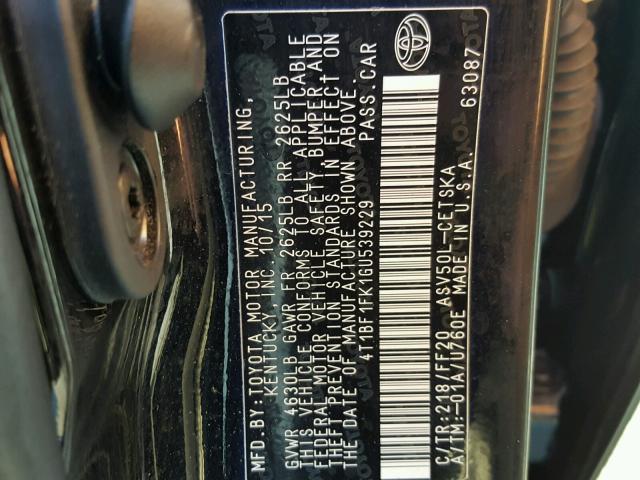 MFD.BY:TOYOTA MOTOR MANUFACTURING,
KENTUCKY, INC. 10/15
GVWR 4630LB GAWR FR 2625LB RR 2625LB
THIS VEHICLE CONFORMS TO ALL APPLICABLE
FEDERAL MOTOR VEHICLE SAFETY, BUMPER AND
THEFT PREVENTION STANDARDS IN EFFECT ON
THE DATE OF MANUFACTURE SHOWN ABOVE.
4T1BF1FK1GU539229 PASS.CAR
C/TR:218/FF20 ASV50L-CETSKA
A/TM:-01A/U760E MADE IN U.S.A.
63087